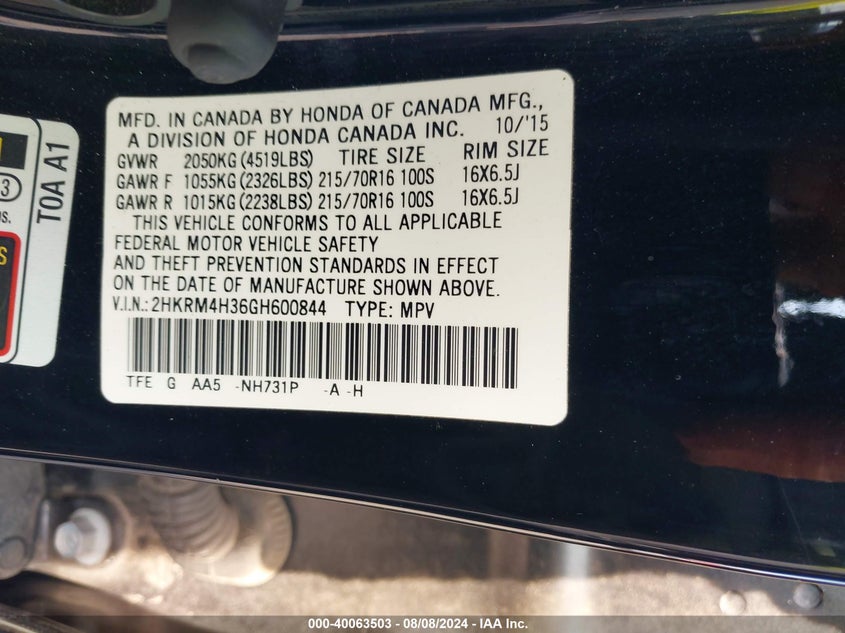 MFD. IN CANADA BY HONDA OF CANADA MFG.,
A DIVISION OF HONDA CANADA INC. 10/'15
GVWR 2050KG (4519LBS) TIRE SIZE RIM SIZE
GAWR F 1055KG (2326LBS) 215/70R16 100S 16X6.5J
GAWR R 1015KG (2238LBS) 215/70R16 100S 16X6.5J
THIS VEHICLE CONFORMS TO ALL APPLICABLE
FEDERAL MOTOR VEHICLE SAFETY
AND THEFT PREVENTION STANDARDS IN EFFECT
ON THE DATE OF MANUFACTURE SHOWN ABOVE.
V.I.N.: 2HKRM4H36GH600844 TYPE: MPV
TFE G AA5 -NH731P -A -H
T0A A1
3
000-40063503 — 08/08/2024 — IAA Inc.